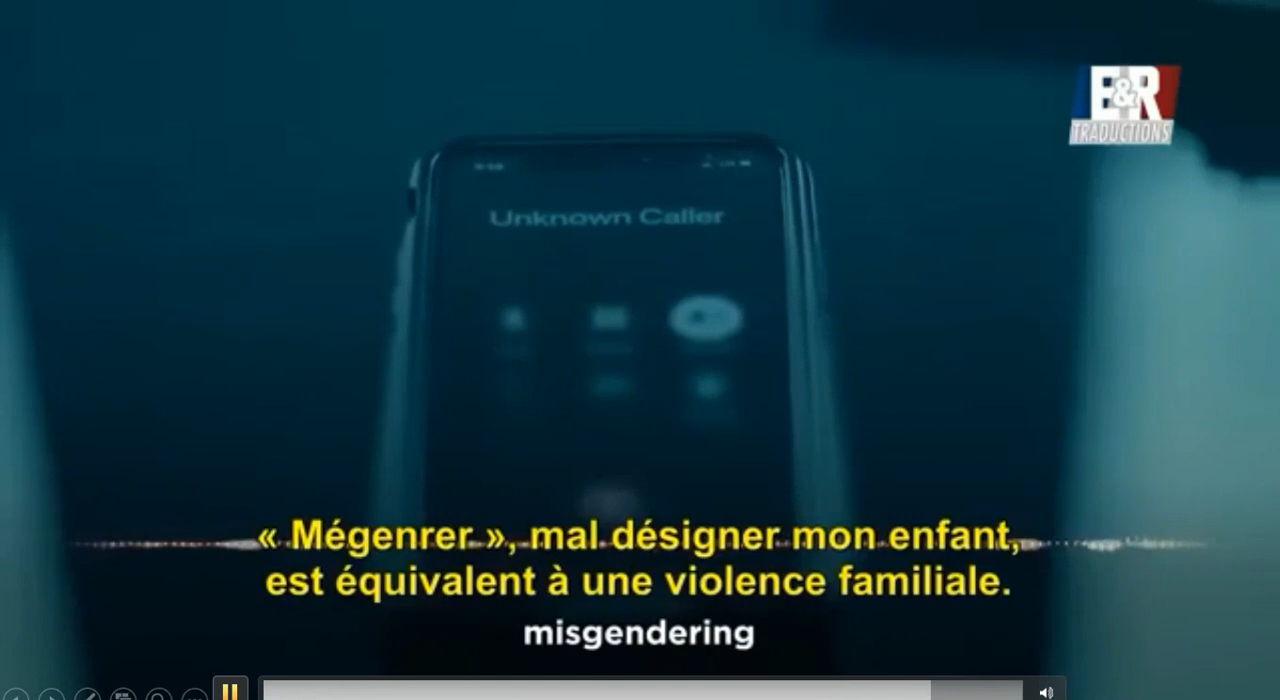 E&R
TRADUCTIONS
Unknown Caller
« Mégenrer », mal désigner mon enfant,
est équivalent à une violence familiale.
misgendering